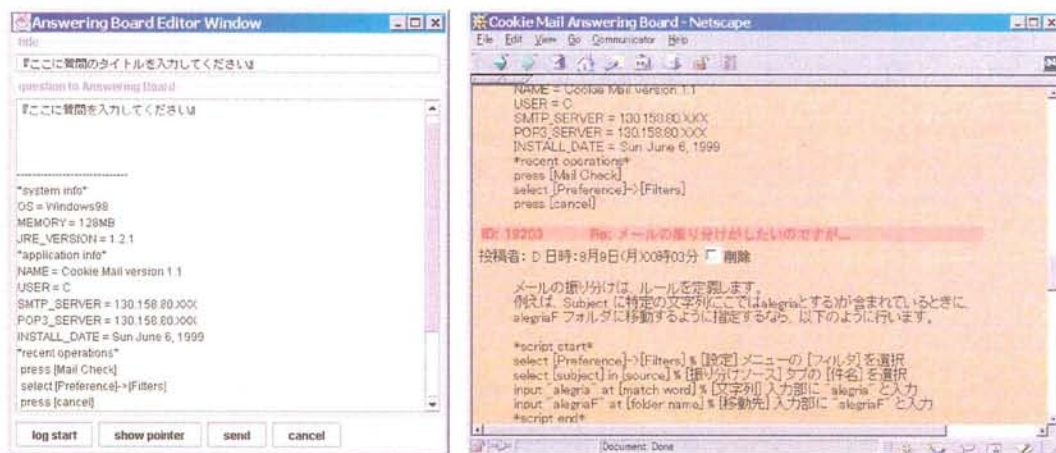 Answering Board Editor Window
title
『ここに質問のタイトルを入力してください』
question to Answering Board
『ここに質問を入力してください』
----------------------------
*system info*
OS = Windows98
MEMORY = 128MB
JRE_VERSION = 1.2.1
*application info*
NAME = Cookie Mail version 1.1
USER = C
SMTP_SERVER = 130.158.80.XXX
POP3_SERVER = 130.158.80.XXX
INSTALL_DATE = Sun June 6, 1999
*recent operations*
press [Mail Check]
select [Preference]->[Filters]
press [cancel]
log start show pointer send cancel
Cookie Mail Answering Board - Netscape
File Edit View Go Communicator Help
NAME = Cookie Mail version 1.1
USER = C
SMTP_SERVER = 130.158.80.XXX
POP3_SERVER = 130.158.80.XXX
INSTALL_DATE = Sun June 6, 1999
*recent operations*
press [Mail Check]
select [Preference]->[Filters]
press [cancel]
ID: 18203 Re: メールの振り分けがしたいのですが...
投稿者: D 日時: 8月9日(月)00時03分 削除
メールの振り分けは、ルールを定義します。
例えば、Subject に特定の文字列(ここではalegriaとする)が含まれているときに、
alegriaF フォルダに移動するように指定するなら、以下のように行います。
*script start*
select [Preference]->[Filters] % [設定] メニューの [フィルタ] を選択
select [subject] in [source] % [振り分けソース] タブの [件名] を選択
input "alegria" at [match word] % [文字列] 入力部に "alegria" と入力
input "alegriaF" at [folder name] % [移動先] 入力部に "alegriaF" と入力
*script end*
Document: Done